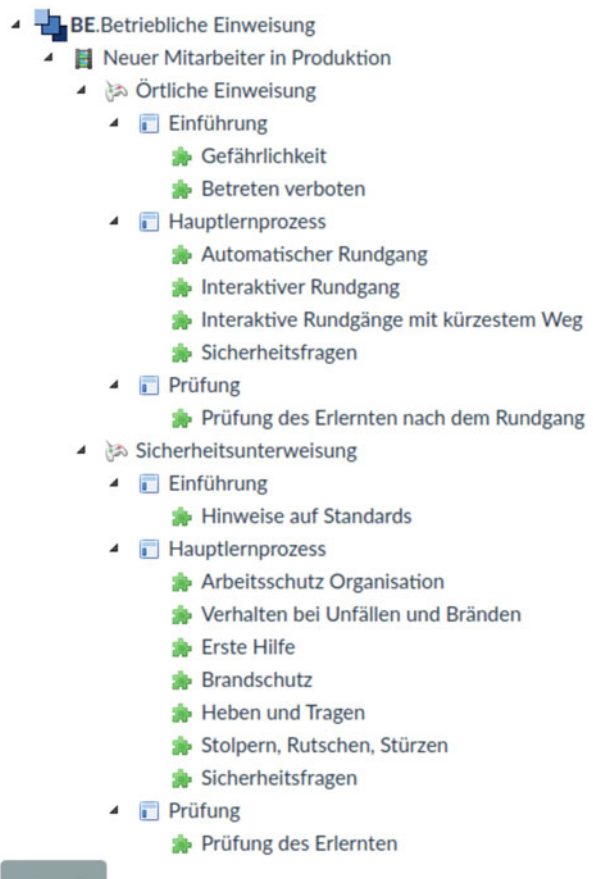 BE.Betriebliche Einweisung
Neuer Mitarbeiter in Produktion
Örtliche Einweisung
Einführung
Gefährlichkeit
Betreten verboten
Hauptlernprozess
Automatischer Rundgang
Interaktiver Rundgang
Interaktive Rundgänge mit kürzestem Weg
Sicherheitsfragen
Prüfung
Prüfung des Erlernten nach dem Rundgang
Sicherheitsunterweisung
Einführung
Hinweise auf Standards
Hauptlernprozess
Arbeitsschutz Organisation
Verhalten bei Unfällen und Bränden
Erste Hilfe
Brandschutz
Heben und Tragen
Stolpern, Rutschen, Stürzen
Sicherheitsfragen
Prüfung
Prüfung des Erlernten